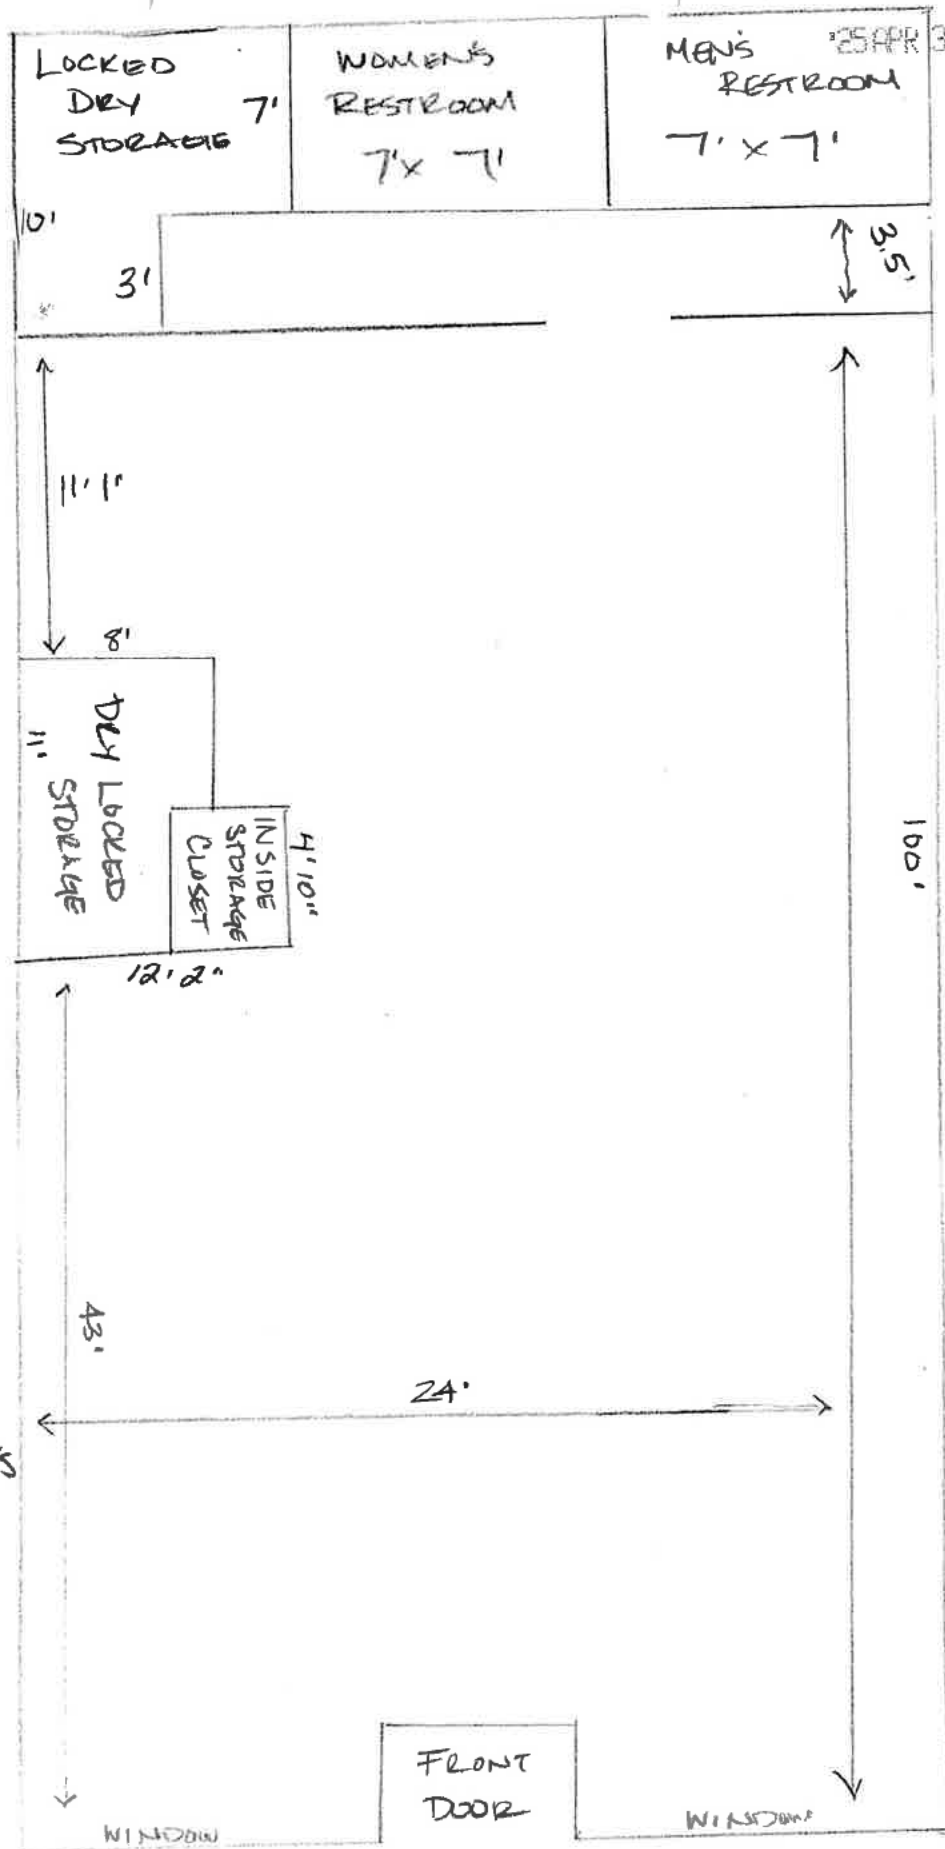 LOCKED
DRY
STORAGE
7'
WOMEN'S
RESTROOM
7' x 7'
MEN'S
RESTROOM
7' x 7'
'25 APR 3
10'
3'
3.5'
11'1"
8'
DRY LOCKED
STORAGE
11'
INSIDE
STORAGE
CLOSET
4'10"
12'2"
100'
43'
24'
FRONT
DOOR
WINDOW
WINDOW